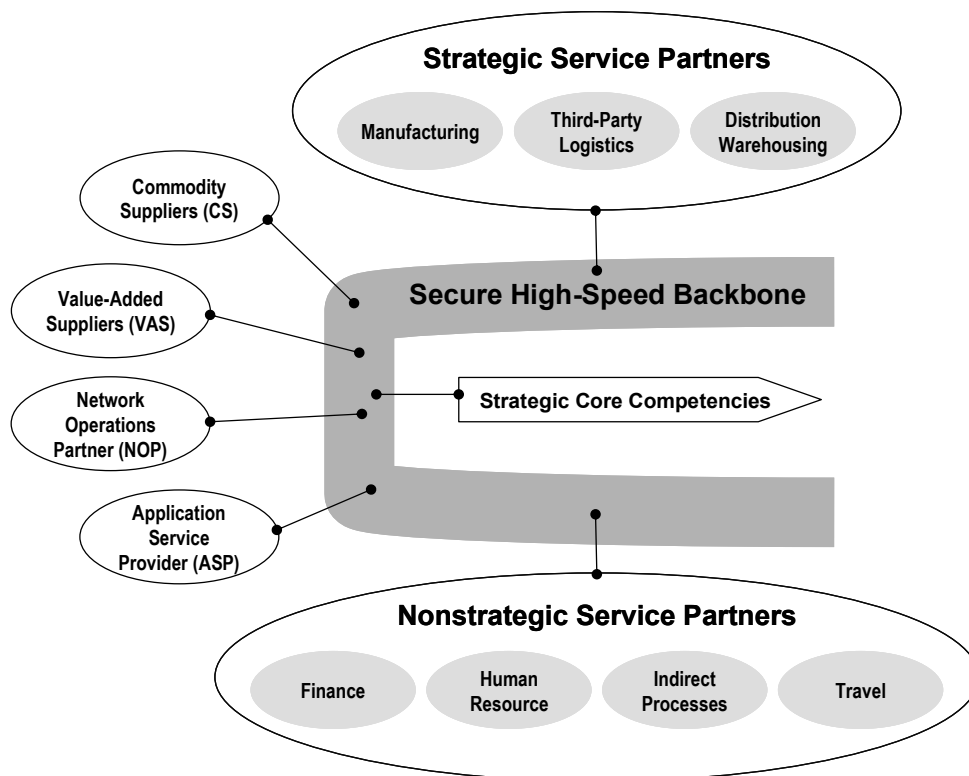 Strategic Service Partners
Manufacturing
Third-Party
Logistics
Distribution
Warehousing
Commodity
Suppliers (CS)
Value-Added
Suppliers (VAS)
Network
Operations
Partner (NOP)
Application
Service
Provider (ASP)
Secure High-Speed Backbone
Strategic Core Competencies
Nonstrategic Service Partners
Finance
Human
Resource
Indirect
Processes
Travel